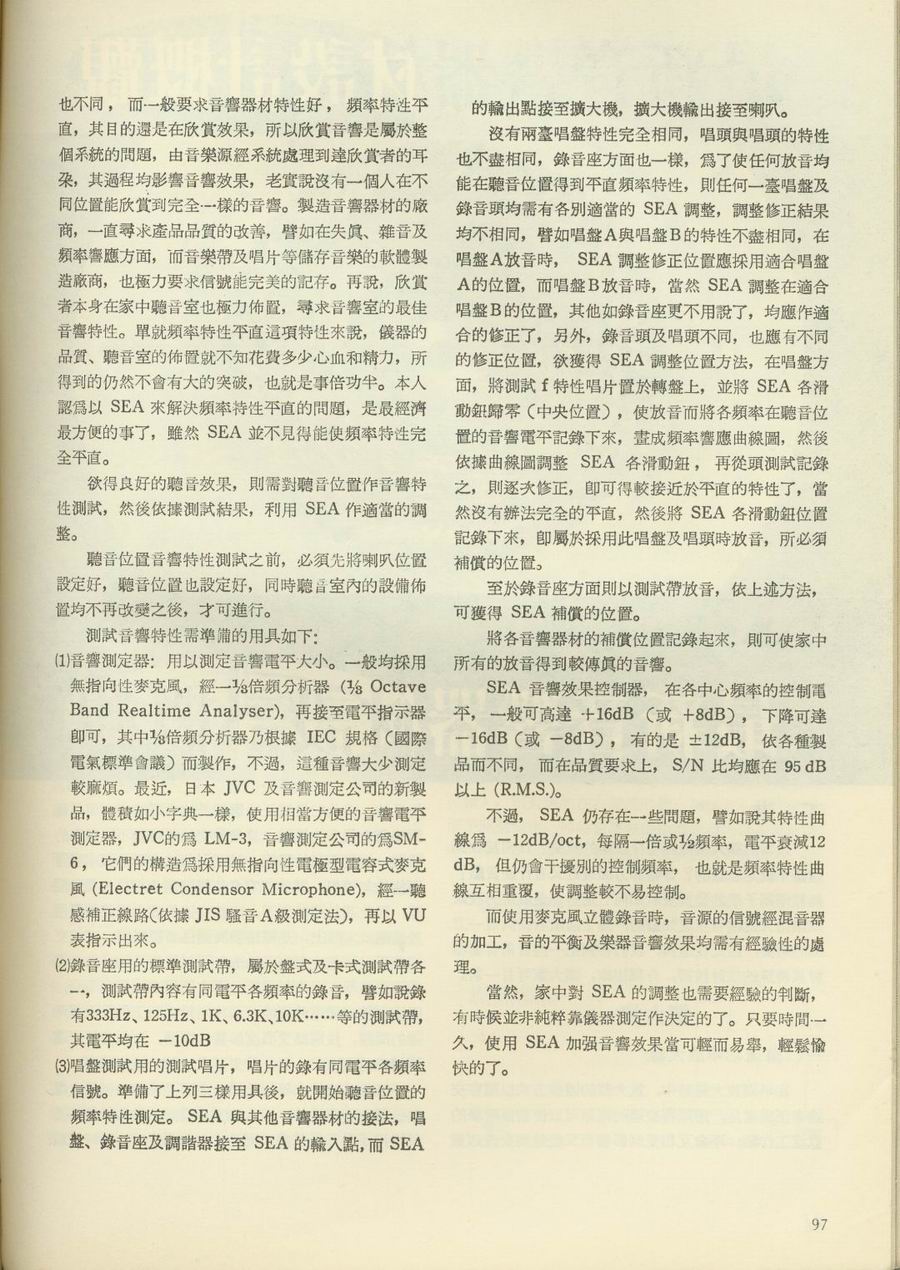 也不同，而一般要求音響器材特性好，頻率特性平
直，其目的還是在欣賞效果，所以欣賞音響是屬於整
個系統的問題，由音樂源經系統處理到達欣賞者的耳
朶，其過程均影響音響效果，老實說沒有一個人在不
同位置能欣賞到完全一樣的音響。製造音響器材的廠
商，一直尋求產品品質的改善，譬如在失眞、雜音及
頻率響應方面，而音樂帶及唱片等儲存音樂的軟體製
造廠商，也極力要求信號能完美的記存。再說，欣賞
者本身在家中聽音室也極力佈置，尋求音響室的最佳
音響特性。單就頻率特性平直這項特性來說，儀器的
品質、聽音室的佈置就不知花費多少心血和精力，所
得到的仍然不會有大的突破，也就是事倍功半。本人
認爲以 SEA 來解決頻率特性平直的問題，是最經濟
最方便的事了，雖然 SEA 並不見得能使頻率特性完
全平直。
欲得良好的聽音效果，則需對聽音位置作音響特
性測試，然後依據測試結果，利用 SEA 作適當的調
整。
聽音位置音響特性測試之前，必須先將喇叭位置
設定好，聽音位置也設定好，同時聽音室內的設備佈
置均不再改變之後，才可進行。
測試音響特性需準備的用具如下：
⑴音響測定器：用以測定音響電平大小。一般均採用
無指向性麥克風，經一⅓倍頻分析器（⅓ Octave
Band Realtime Analyser），再接至電平指示器
卽可，其中⅓倍頻分析器乃根據 IEC 規格（國際
電氣標準會議）而製作，不過，這種音響大少測定
較麻煩。最近，日本 JVC 及音響測定公司的新製
品，體積如小字典一樣，使用相當方便的音響電平
測定器，JVC的爲 LM-3，音響測定公司的爲SM-
6，它們的構造爲採用無指向性電極型電容式麥克
風 (Electret Condensor Microphone)，經一聽
感補正線路（依據 JIS 騷音A級測定法），再以 VU
表指示出來。
⑵錄音座用的標準測試帶，屬於盤式及卡式測試帶各
一，測試帶內容有同電平各頻率的錄音，譬如說錄
有333Hz、125Hz、1K、6.3K、10K……等的測試帶，
其電平均在 －10dB
⑶唱盤測試用的測試唱片，唱片的錄有同電平各頻率
信號。準備了上列三樣用具後，就開始聽音位置的
頻率特性測定。SEA 與其他音響器材的接法，唱
盤、錄音座及調諧器接至 SEA 的輸入點，而 SEA
的輸出點接至擴大機，擴大機輸出接至喇叭。
沒有兩臺唱盤特性完全相同，唱頭與唱頭的特性
也不盡相同，錄音座方面也一樣，爲了使任何放音均
能在聽音位置得到平直頻率特性，則任何一臺唱盤及
錄音頭均需有各別適當的 SEA 調整，調整修正結果
均不相同，譬如唱盤A與唱盤B的特性不盡相同，在
唱盤A放音時，SEA 調整修正位置應採用適合唱盤
A的位置，而唱盤B放音時，當然 SEA 調整在適合
唱盤B的位置，其他如錄音座更不用說了，均應作適
合的修正了，另外，錄音頭及唱頭不同，也應有不同
的修正位置，欲獲得 SEA 調整位置方法，在唱盤方
面，將測試 f 特性唱片置於轉盤上，並將 SEA 各滑
動鈕歸零（中央位置），使放音而將各頻率在聽音位
置的音響電平記錄下來，畫成頻率響應曲線圖，然後
依據曲線圖調整 SEA 各滑動鈕，再從頭測試記錄
之，則逐次修正，卽可得較接近於平直的特性了，當
然沒有辦法完全的平直，然後將 SEA 各滑動鈕位置
記錄下來，卽屬於採用此唱盤及唱頭時放音，所必須
補償的位置。
至於錄音座方面則以測試帶放音，依上述方法，
可獲得 SEA 補償的位置。
將各音響器材的補償位置記錄起來，則可使家中
所有的放音得到較傳眞的音響。
SEA 音響效果控制器，在各中心頻率的控制電
平，一般可高達 +16dB（或 +8dB），下降可達
－16dB（或 －8dB），有的是 ±12dB，依各種製
品而不同，而在品質要求上，S/N 比均應在 95 dB
以上 (R.M.S.)。
不過，SEA 仍存在一些問題，譬如說其特性曲
線爲 －12dB/oct，每隔一倍或½頻率，電平衰減12
dB，但仍會干擾別的控制頻率，也就是頻率特性曲
線互相重覆，使調整較不易控制。
而使用麥克風立體錄音時，音源的信號經混音器
的加工，音的平衡及樂器音響效果均需有經驗性的處
理。
當然，家中對 SEA 的調整也需要經驗的判斷，
有時候並非純粹靠儀器測定作決定的了。只要時間一
久，使用 SEA 加强音響效果當可輕而易舉，輕鬆愉
快的了。
97